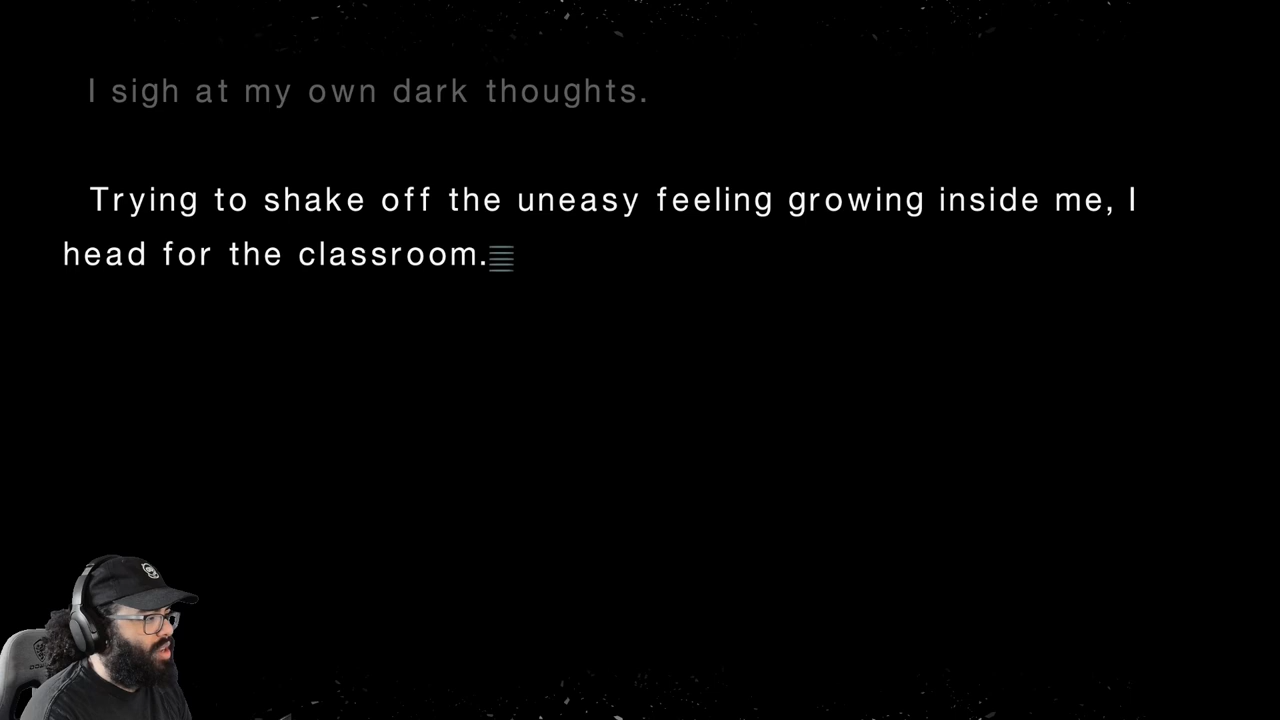 I sigh at my own dark thoughts.
Trying to shake off the uneasy feeling growing inside me, I
head for the classroom.